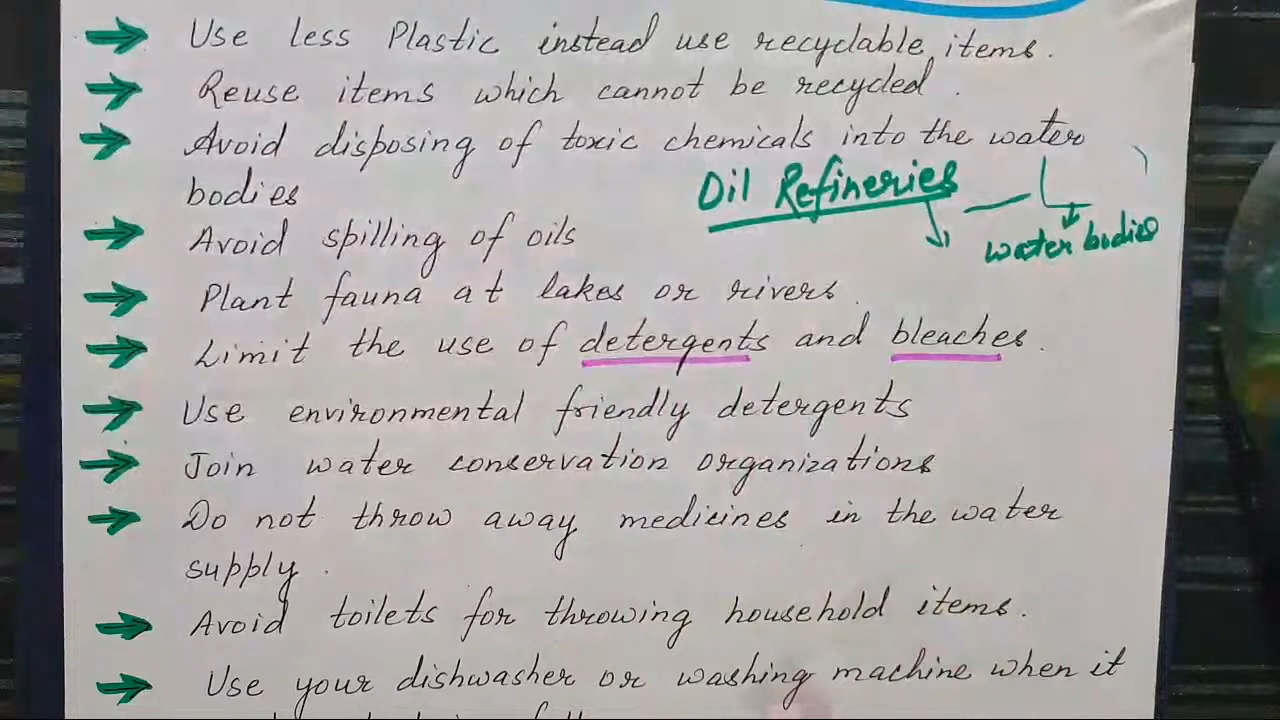 Use less Plastic instead use recyclable items.
Reuse items which cannot be recycled.
Avoid disposing of toxic chemicals into the water
bodies
Oil Refineries
water bodies
Avoid spilling of oils
Plant fauna at lakes or rivers.
Limit the use of detergents and bleaches.
Use environmental friendly detergents
Join water conservation organizations
Do not throw away medicines in the water
supply.
Avoid toilets for throwing household items.
Use your dishwasher or washing machine when it